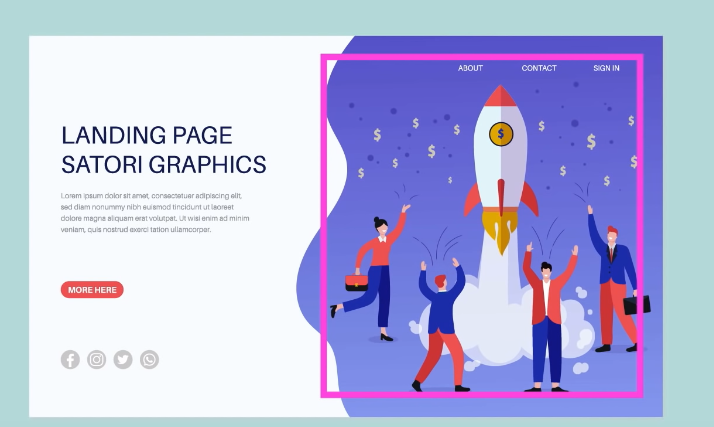 ABOUT CONTACT SIGN IN
LANDING PAGE
SATORI GRAPHICS
Lorem ipsum dolor sit amet, consectetuer adipiscing elit,
sed diam nonummy nibh euismod tincidunt ut laoreet
dolore magna aliquam erat volutpat. Ut wisi enim ad minim
veniam, quis nostrud exerci tation ullamcorper.
MORE HERE